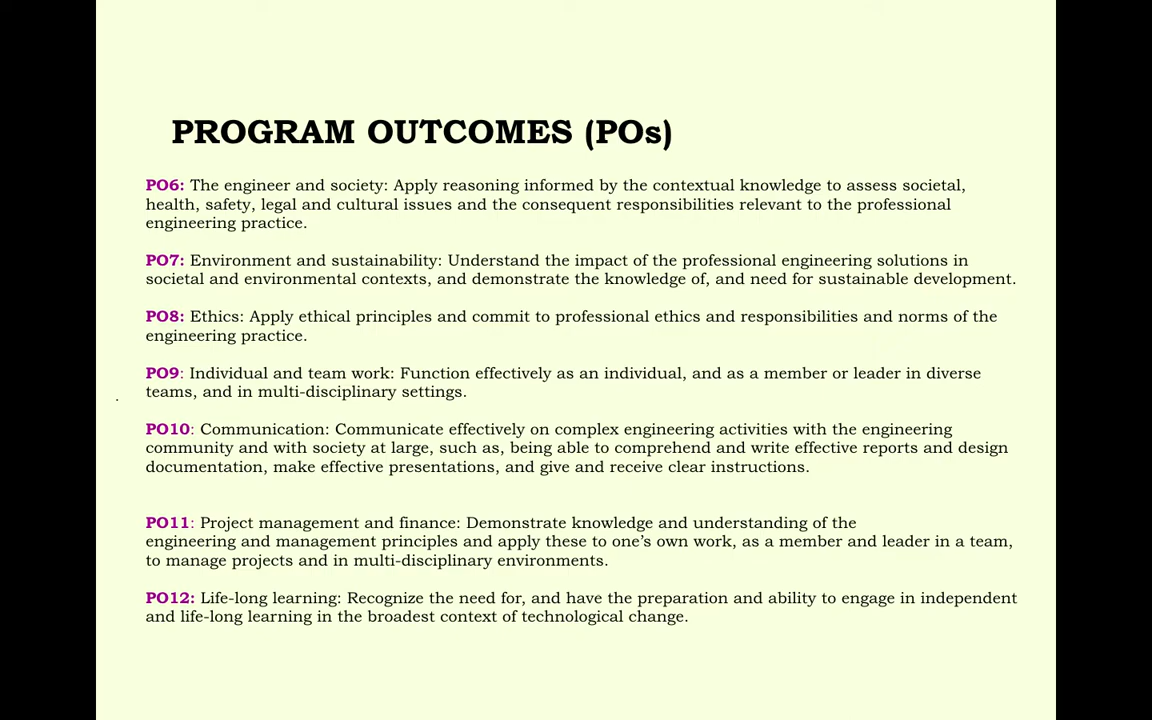 PROGRAM OUTCOMES (POs)
PO6: The engineer and society: Apply reasoning informed by the contextual knowledge to assess societal,
health, safety, legal and cultural issues and the consequent responsibilities relevant to the professional
engineering practice.
PO7: Environment and sustainability: Understand the impact of the professional engineering solutions in
societal and environmental contexts, and demonstrate the knowledge of, and need for sustainable development.
PO8: Ethics: Apply ethical principles and commit to professional ethics and responsibilities and norms of the
engineering practice.
PO9: Individual and team work: Function effectively as an individual, and as a member or leader in diverse
teams, and in multi-disciplinary settings.
.
PO10: Communication: Communicate effectively on complex engineering activities with the engineering
community and with society at large, such as, being able to comprehend and write effective reports and design
documentation, make effective presentations, and give and receive clear instructions.
PO11: Project management and finance: Demonstrate knowledge and understanding of the
engineering and management principles and apply these to one’s own work, as a member and leader in a team,
to manage projects and in multi-disciplinary environments.
PO12: Life-long learning: Recognize the need for, and have the preparation and ability to engage in independent
and life-long learning in the broadest context of technological change.